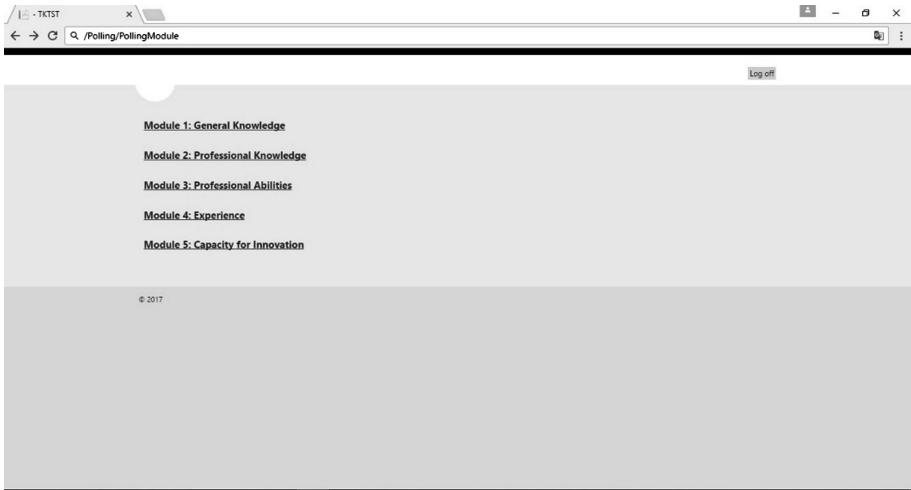 - TKTST
/Polling/PollingModule
Log off
Module 1: General Knowledge
Module 2: Professional Knowledge
Module 3: Professional Abilities
Module 4: Experience
Module 5: Capacity for Innovation
© 2017